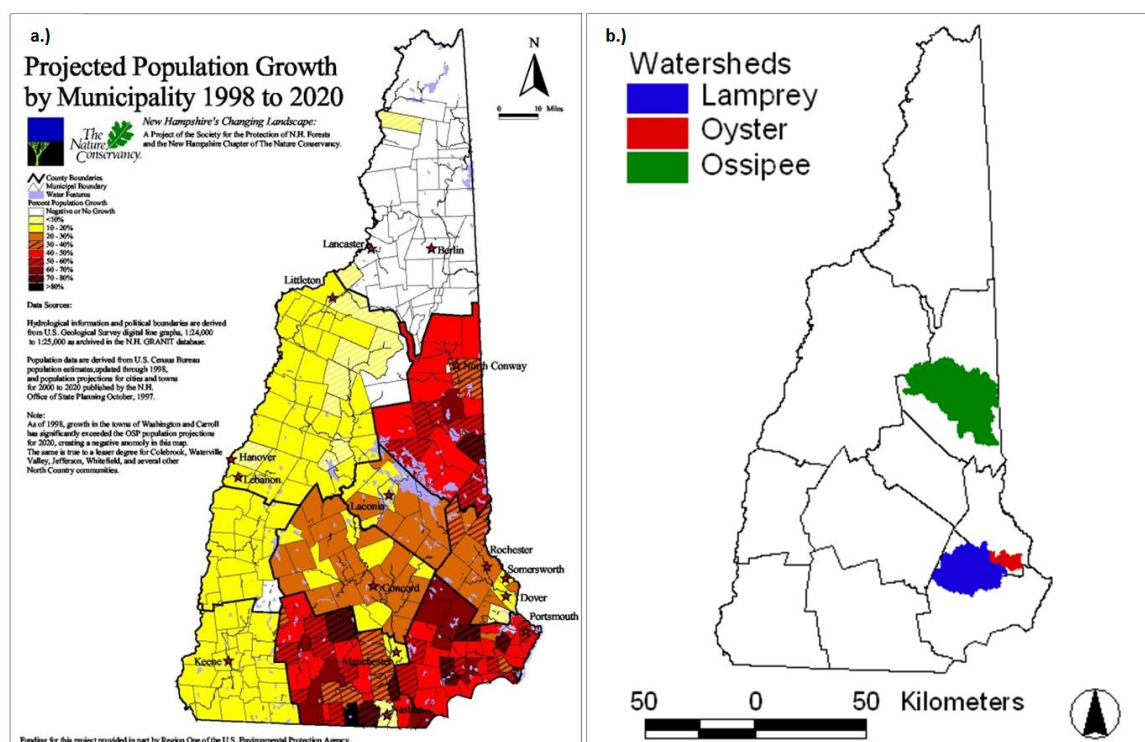 a.)
Projected Population Growth
by Municipality 1998 to 2020
N
0 10 Miles
The
Nature
Conservancy
New Hampshire's Changing Landscape:
A Project of the Society for the Protection of N.H. Forests
and the New Hampshire Chapter of The Nature Conservancy.
County Boundaries
Municipal Boundary
Water Features
Percent Population Growth
Negative or No Growth
<10%
10 - 20%
20 - 30%
30 - 40%
40 - 50%
50 - 60%
60 - 70%
70 - 80%
>80%
Data Sources:
Hydrological information and political boundaries are derived
from U.S. Geological Survey digital line graphs, 1:24,000
to 1:25,000 as archived in the N.H. GRANIT database.
Population data are derived from U.S. Census Bureau
population estimates,updated through 1998,
and population projections for cities and towns
for 2000 to 2020 published by the N.H.
Office of State Planning October, 1997.
Note:
As of 1998, growth in the towns of Washington and Carroll
has significantly exceeded the OSP population projections
for 2020, creating a negative anomoly in this map.
The same is true to a lesser degree for Colebrook, Waterville
Valley, Jefferson, Whitefield, and several other
North Country communities.
Lancaster
Berlin
Littleton
North Conway
Hanover
Lebanon
Laconia
Rochester
Somersworth
Concord
Dover
Portsmouth
Keene
Manchester
Nashua
Funding for this project provided in part by Region One of the U.S. Environmental Protection Agency.
b.)
Watersheds
Lamprey
Oyster
Ossipee
50 0 50 Kilometers